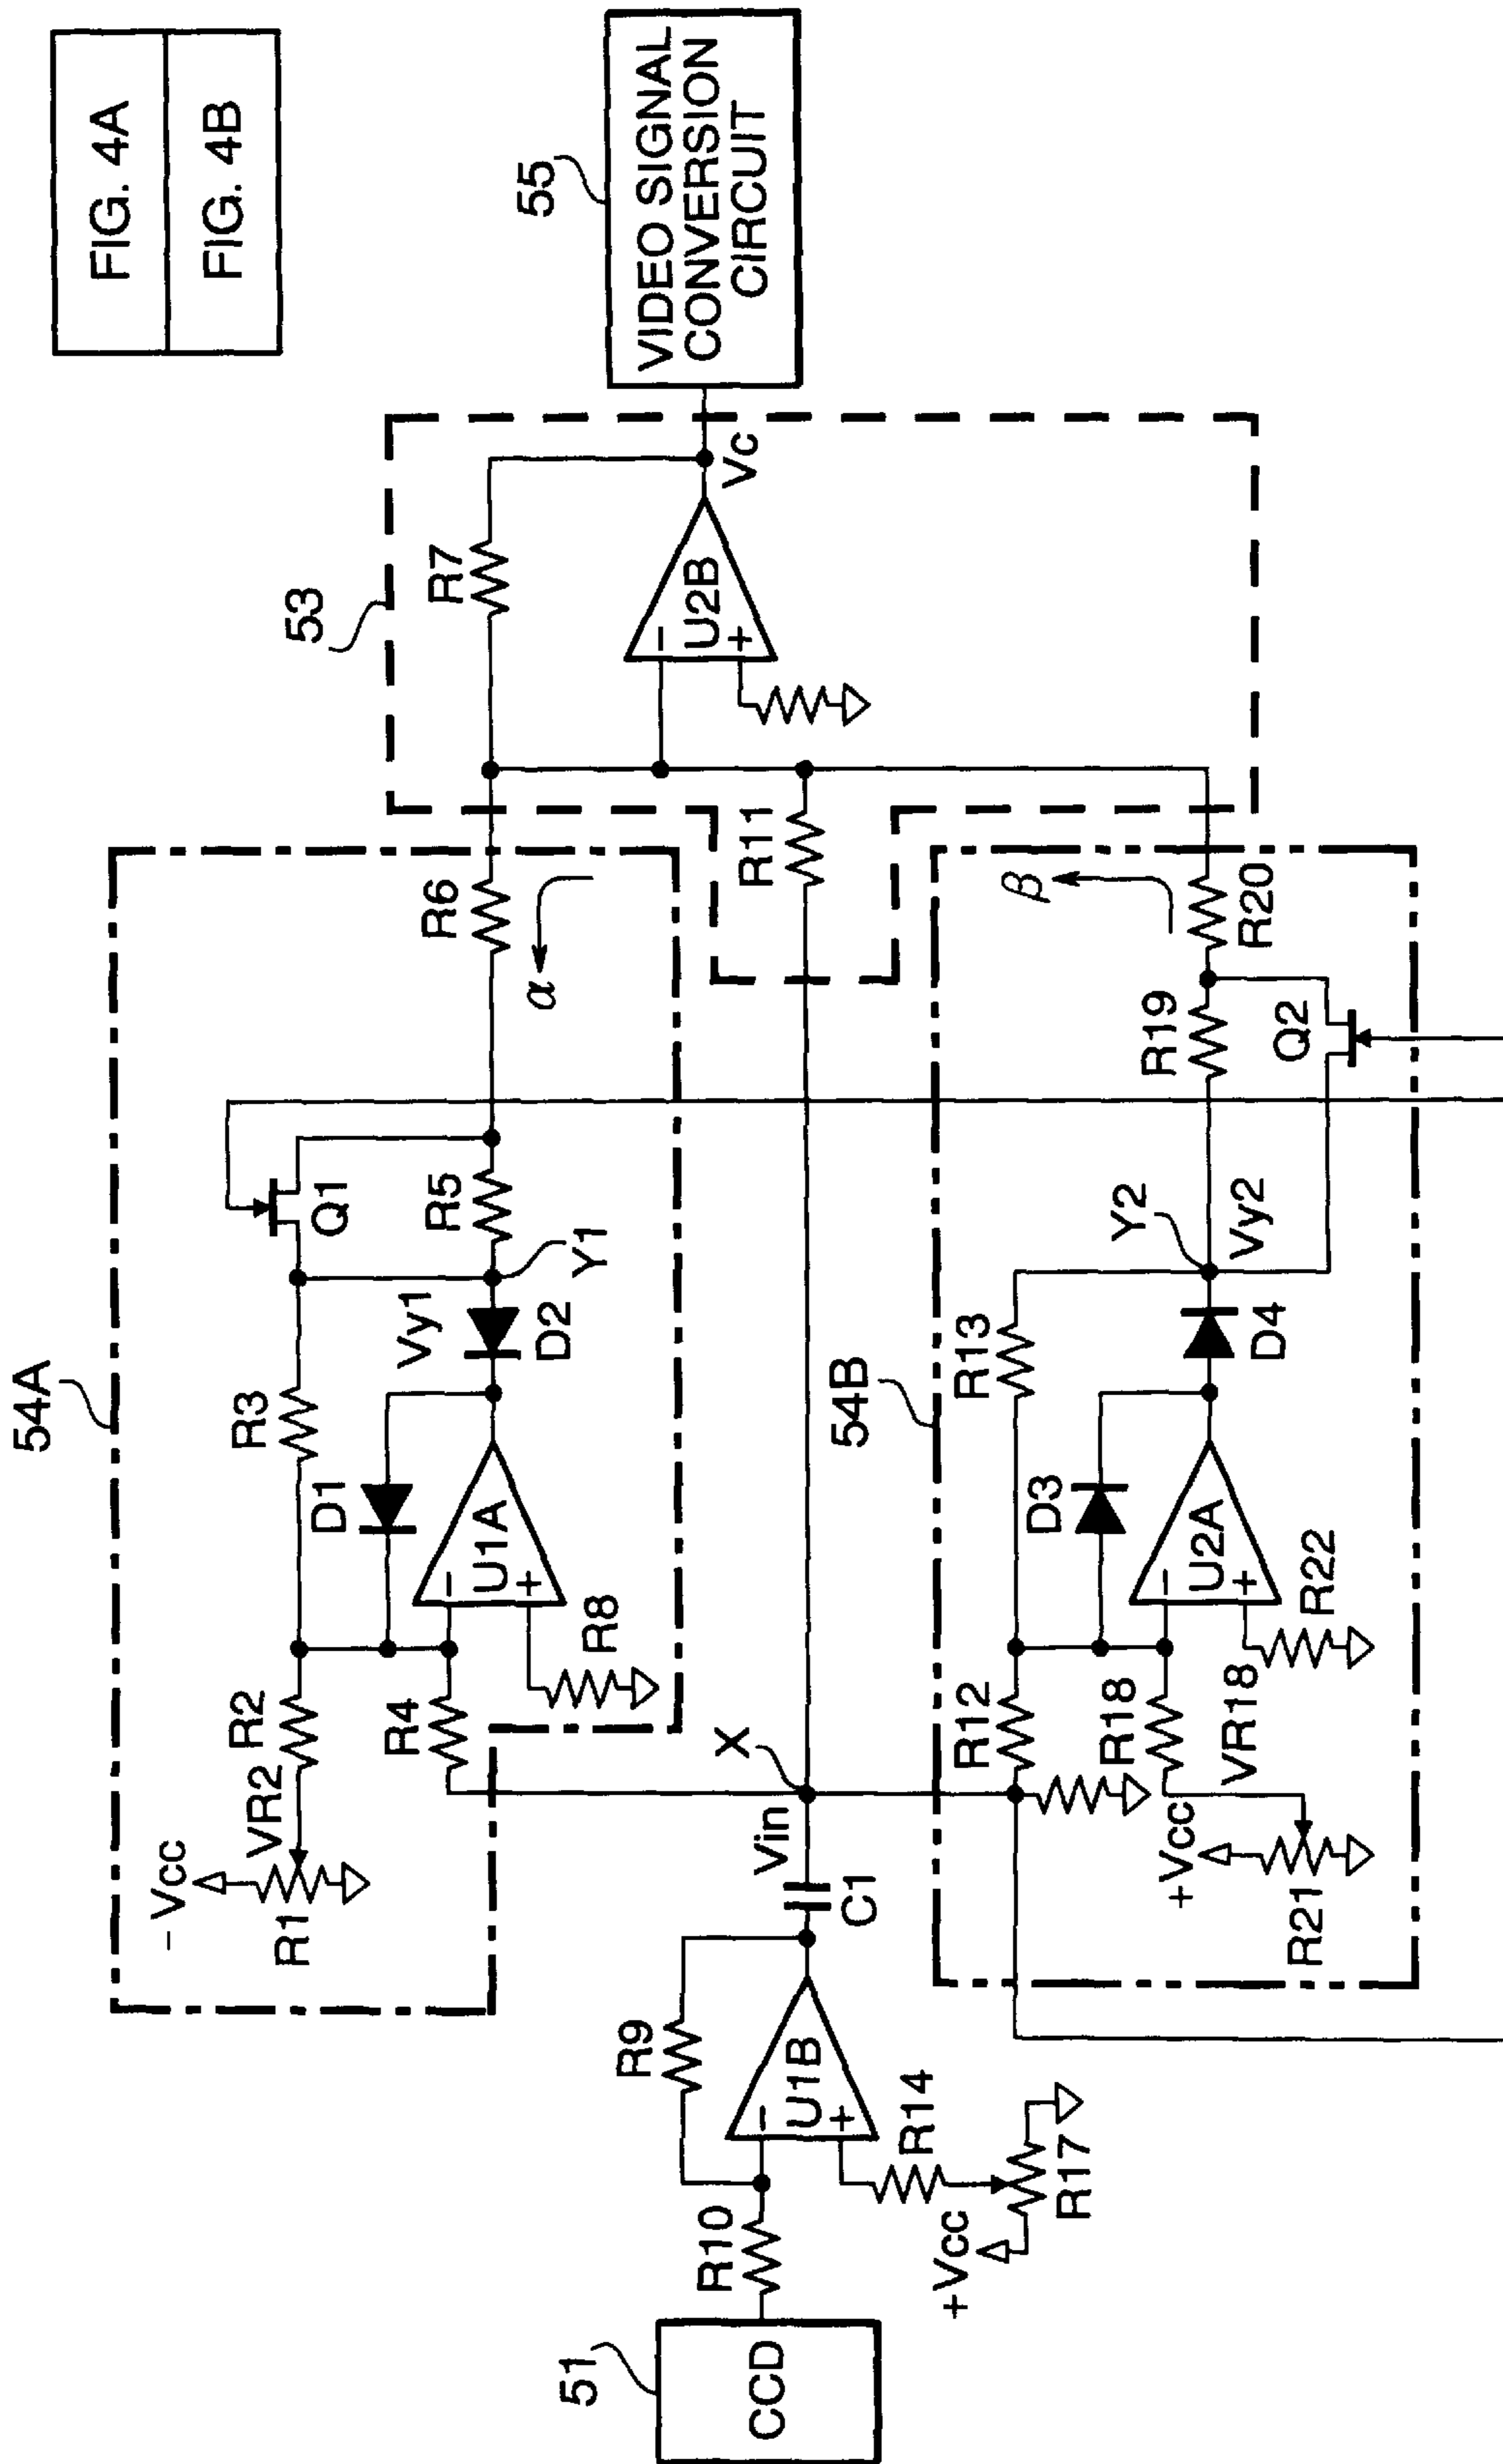 FIG. 4A
FIG. 4B
54A
-Vcc
R1
VR2
R2
R3
R4
D1
U1A
-
+
R8
Vy1
D2
Y1
R5
Q1
R6
α
53
R7
U2B
-
+
Vc
55
VIDEO SIGNAL
CONVERSION
CIRCUIT
51
CCD
R10
R9
U1B
-
+
R14
+Vcc
R17
C1
Vin
X
R11
54B
R12
R13
D3
U2A
-
+
R18
VR18
R22
+Vcc
R21
D4
Y2
Vy2
R19
Q2
R20
β